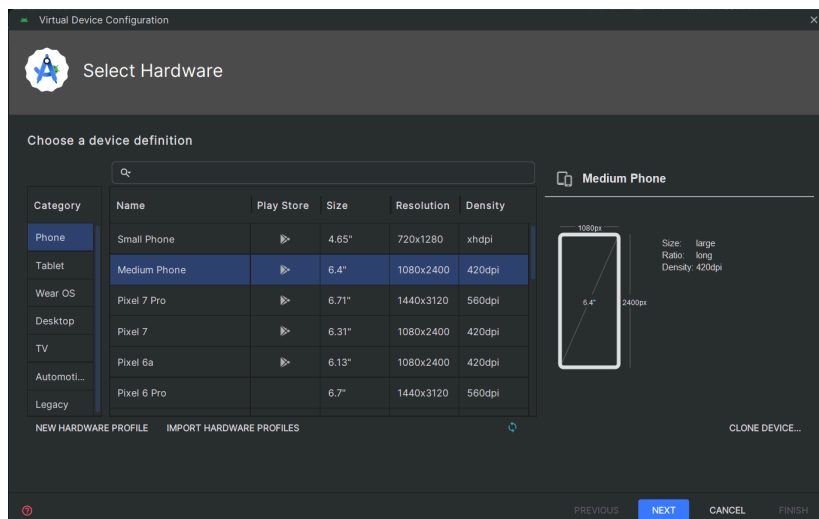 Virtual Device Configuration
Select Hardware
Choose a device definition
Medium Phone
Category Name Play Store Size Resolution Density
Phone Small Phone 4.65" 720x1280 xhdpi
Tablet Medium Phone 6.4" 1080x2400 420dpi
Wear OS Pixel 7 Pro 6.71" 1440x3120 560dpi
Desktop Pixel 7 6.31" 1080x2400 420dpi
TV Pixel 6a 6.13" 1080x2400 420dpi
Automoti... Pixel 6 Pro 6.7" 1440x3120 560dpi
Legacy
1080px
Size: large
Ratio: long
Density: 420dpi
6.4" 2400px
NEW HARDWARE PROFILE IMPORT HARDWARE PROFILES CLONE DEVICE...
? PREVIOUS NEXT CANCEL FINISH